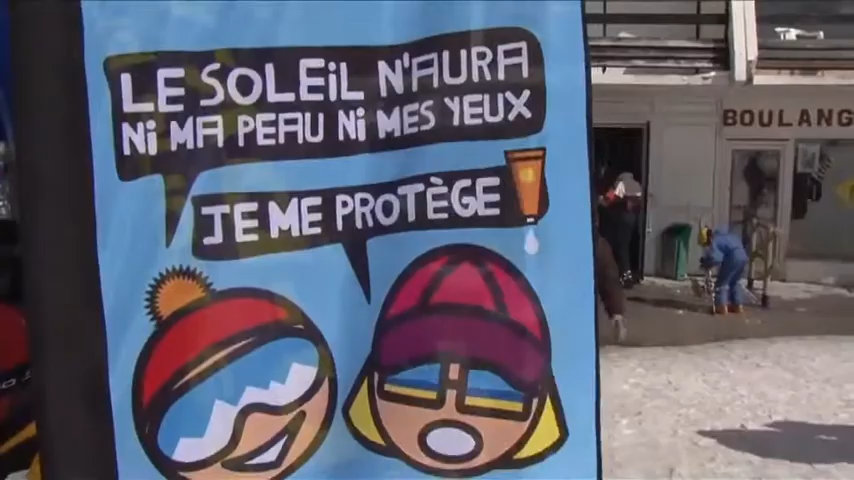 LE SOLEIL N'AURA
NI MA PEAU NI MES YEUX
JE ME PROTÈGE
BOULANG